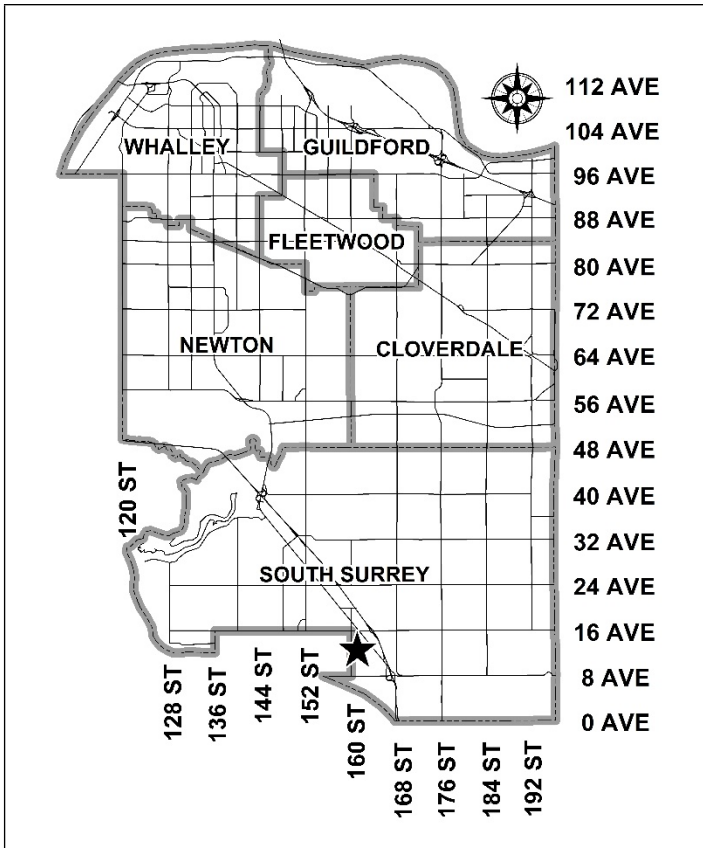 112 AVE
104 AVE
WHALLEY
GUILDFORD
96 AVE
88 AVE
FLEETWOOD
80 AVE
72 AVE
NEWTON
CLOVERDALE
64 AVE
56 AVE
48 AVE
120 ST
40 AVE
32 AVE
SOUTH SURREY
24 AVE
16 AVE
8 AVE
0 AVE
128 ST
136 ST
144 ST
152 ST
160 ST
168 ST
176 ST
184 ST
192 ST